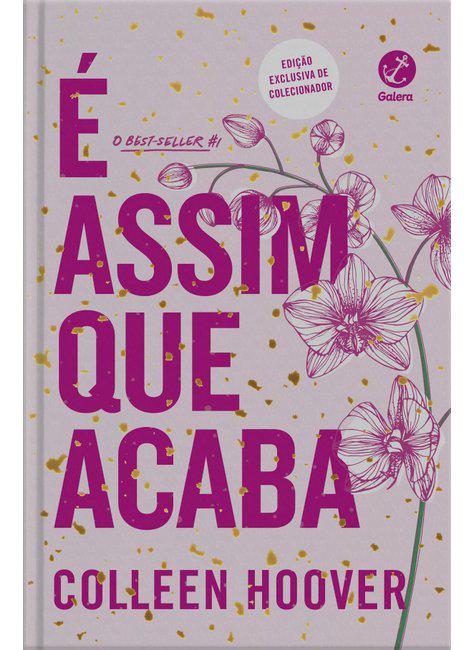 EDIÇÃO
EXCLUSIVA DE
COLECIONADOR
Galera
É
O BEST-SELLER #1
ASSIM
QUE
ACABA
COLLEEN HOOVER